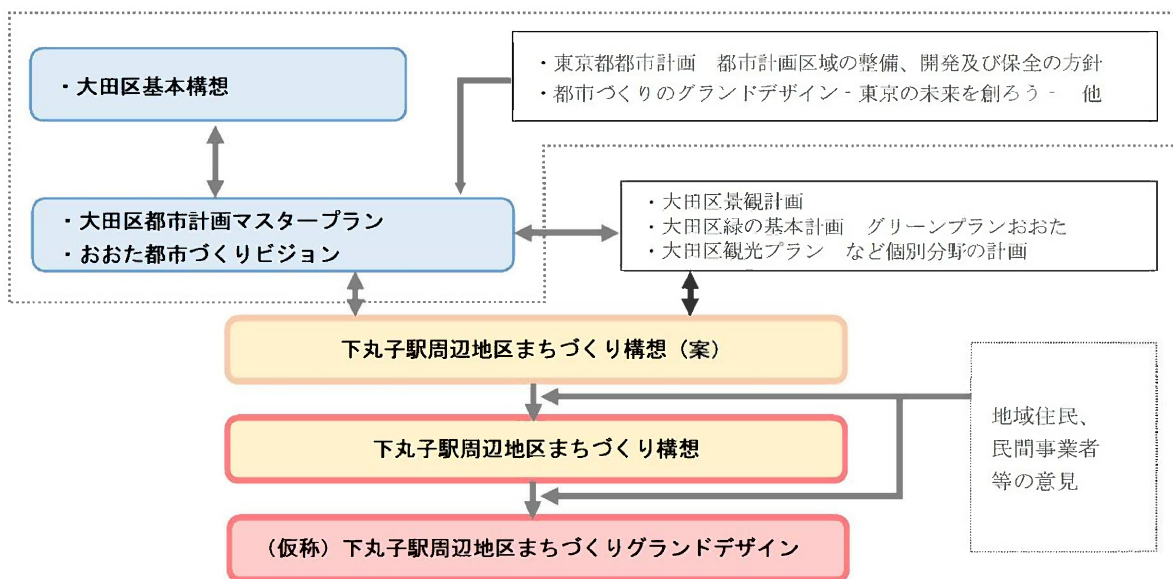 ・大田区基本構想
・東京都都市計画　都市計画区域の整備、開発及び保全の方針
・都市づくりのグランドデザイン‐東京の未来を創ろう‐　他
・大田区都市計画マスタープラン
・おおた都市づくりビジョン
・大田区景観計画
・大田区緑の基本計画　グリーンプランおおた
・大田区観光プラン　など個別分野の計画
下丸子駅周辺地区まちづくり構想（案）
下丸子駅周辺地区まちづくり構想
（仮称）下丸子駅周辺地区まちづくりグランドデザイン
地域住民、
民間事業者
等の意見